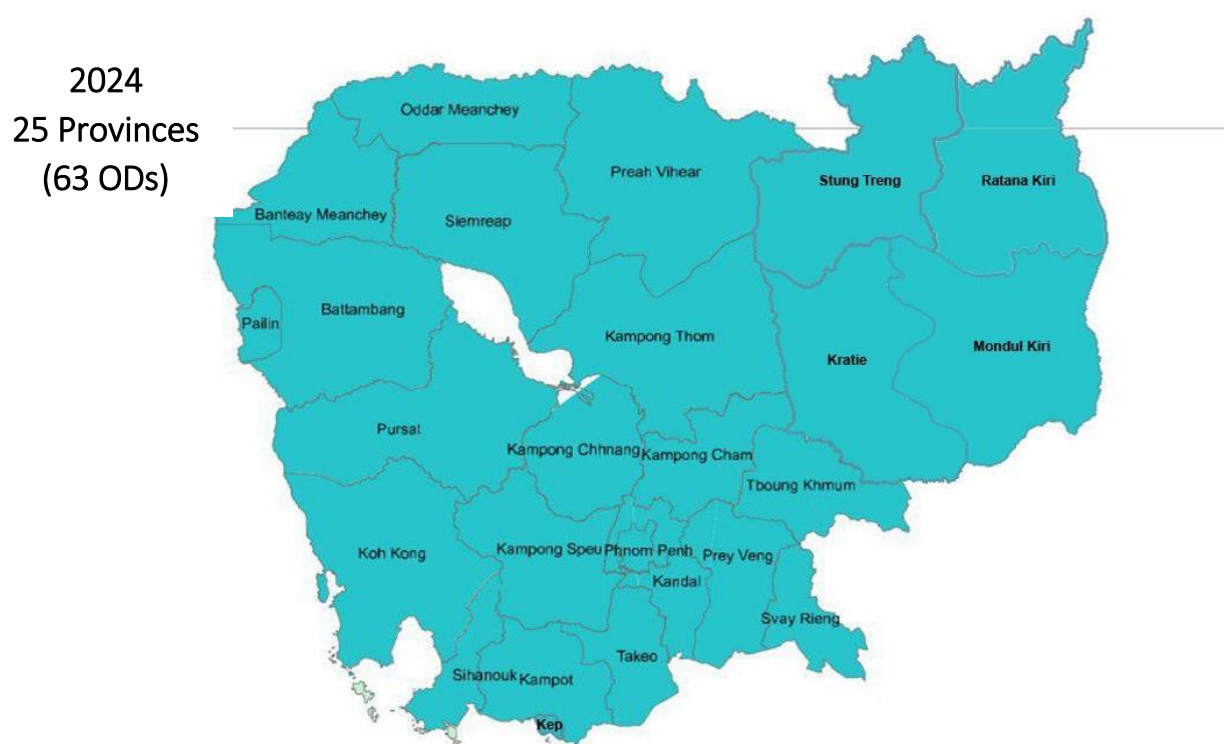 2024
25 Provinces
(63 ODs)
Oddar Meanchey
Preah Vihear
Stung Treng
Ratana Kiri
Banteay Meanchey
Siemreap
Battambang
Pailin
Kampong Thom
Kratie
Mondul Kiri
Pursat
Kampong Chhnang
Kampong Cham
Tboung Khmum
Koh Kong
Kampong Speu
Phnom Penh
Prey Veng
Kandal
Svay Rieng
Takeo
Sihanouk
Kampot
Kep